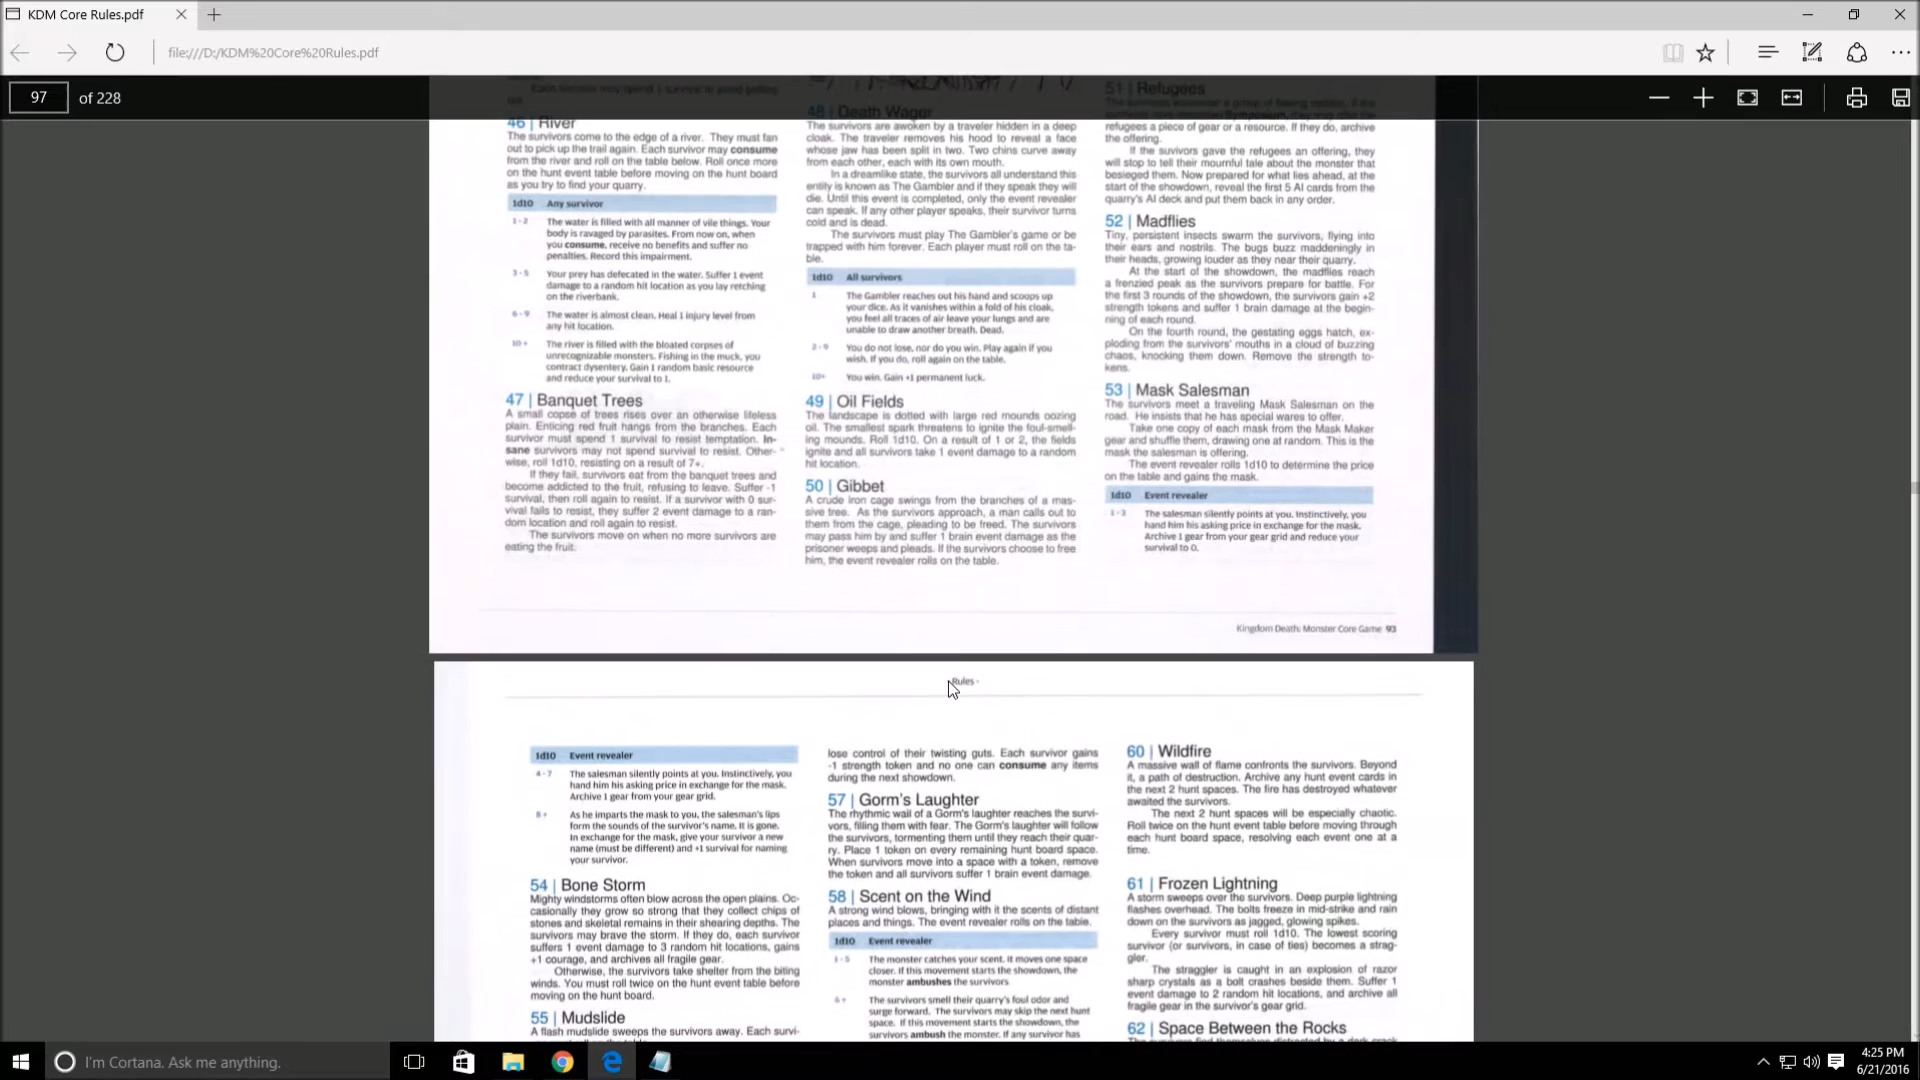 KDM Core Rules.pdf
file:///D:/KDM%20Core%20Rules.pdf
97 of 228
46 | River
The survivors come to the edge of a river. They must fan
out to pick up the trail again. Each survivor may consume
from the river and roll on the table below. Roll once more
on the hunt event table before moving on the hunt board
as you try to find your quarry.
1d10 Any survivor
1 - 2 The water is filled with all manner of vile things. Your
body is ravaged by parasites. From now on, when
you consume, receive no benefits and suffer no
penalties. Record this impairment.
3 - 5 Your prey has defecated in the water. Suffer 1 event
damage to a random hit location as you lay retching
on the riverbank.
6 - 9 The water is almost clean. Heal 1 injury level from
any hit location.
10+ The river is filled with the bloated corpses of
unrecognizable monsters. Fishing in the muck, you
contract dysentery. Gain 1 random basic resource
and reduce your survival to 1.
47 | Banquet Trees
A small copse of trees rises over an otherwise lifeless
plain. Enticing red fruit hangs from the branches. Each
survivor must spend 1 survival to resist temptation. In-
sane survivors may not spend survival to resist. Other-
wise, roll 1d10, resisting on a result of 7+.
If they fail, survivors eat from the banquet trees and
become addicted to the fruit, refusing to leave. Suffer -1
survival, then roll again to resist. If a survivor with 0 sur-
vival fails to resist, they suffer 2 event damage to a ran-
dom location and roll again to resist.
The survivors move on when no more survivors are
eating the fruit.
48 | Death Wager
The survivors are awoken by a traveler hidden in a deep
cloak. The traveler removes his hood to reveal a face
whose jaw has been split in two. Two chins curve away
from each other, each with its own mouth.
In a dreamlike state, the survivors all understand this
entity is known as The Gambler and if they speak they will
die. Until this event is completed, only the event revealer
can speak. If any other player speaks, their survivor turns
cold and is dead.
The survivors must play The Gambler's game or be
trapped with him forever. Each player must roll on the ta-
ble.
1d10 All survivors
1 The Gambler reaches out his hand and scoops up
your dice. As it vanishes within a fold of his cloak,
you feel all traces of air leave your lungs and are
unable to draw another breath. Dead.
2 - 9 You do not lose, nor do you win. Play again if you
wish. If you do, roll again on the table.
10+ You win. Gain +1 permanent luck.
49 | Oil Fields
The landscape is dotted with large red mounds oozing
oil. The smallest spark threatens to ignite the foul-smell-
ing mounds. Roll 1d10. On a result of 1 or 2, the fields
ignite and all survivors take 1 event damage to a random
hit location.
50 | Gibbet
A crude iron cage swings from the branches of a mas-
sive tree. As the survivors approach, a man calls out to
them from the cage, pleading to be freed. The survivors
may pass him by and suffer 1 brain event damage as the
prisoner weeps and pleads. If the survivors choose to free
him, the event revealer rolls on the table.
51 | Refugees
refugees a piece of gear or a resource. If they do, archive
the offering.
If the suvivors gave the refugees an offering, they
will stop to tell their mournful tale about the monster that
besieged them. Now prepared for what lies ahead, at the
start of the showdown, reveal the first 5 AI cards from the
quarry's AI deck and put them back in any order.
52 | Madflies
Tiny, persistent insects swarm the survivors, flying into
their ears and nostrils. The bugs buzz maddeningly in
their heads, growing louder as they near their quarry.
At the start of the showdown, the madflies reach
a frenzied peak as the survivors prepare for battle. For
the first 3 rounds of the showdown, the survivors gain +2
strength tokens and suffer 1 brain damage at the begin-
ning of each round.
On the fourth round, the gestating eggs hatch, ex-
ploding from the survivors' mouths in a cloud of buzzing
chaos, knocking them down. Remove the strength to-
kens.
53 | Mask Salesman
The survivors meet a traveling Mask Salesman on the
road. He insists that he has special wares to offer.
Take one copy of each mask from the Mask Maker
gear and shuffle them, drawing one at random. This is the
mask the salesman is offering.
The event revealer rolls 1d10 to determine the price
on the table and gains the mask.
1d10 Event revealer
1 - 3 The salesman silently points at you. Instinctively, you
hand him his asking price in exchange for the mask.
Archive 1 gear from your gear grid and reduce your
survival to 0.
Kingdom Death: Monster Core Game 93
Rules -
1d10 Event revealer
4 - 7 The salesman silently points at you. Instinctively, you
hand him his asking price in exchange for the mask.
Archive 1 gear from your gear grid.
8+ As he imparts the mask to you, the salesman's lips
form the sounds of the survivor's name. It is gone.
In exchange for the mask, give your survivor a new
name (must be different) and +1 survival for naming
your survivor.
54 | Bone Storm
Mighty windstorms often blow across the open plains. Oc-
casionally they grow so strong that they collect chips of
stones and skeletal remains in their shearing depths. The
survivors may brave the storm. If they do, each survivor
suffers 1 event damage to 3 random hit locations, gains
+1 courage, and archives all fragile gear.
Otherwise, the survivors take shelter from the biting
winds. You must roll twice on the hunt event table before
moving on the hunt board.
55 | Mudslide
A flash mudslide sweeps the survivors away. Each survi-
lose control of their twisting guts. Each survivor gains
-1 strength token and no one can consume any items
during the next showdown.
57 | Gorm's Laughter
The rhythmic wail of a Gorm's laughter reaches the survi-
vors, filling them with fear. The Gorm's laughter will follow
the survivors, tormenting them until they reach their quar-
ry. Place 1 token on every remaining hunt board space.
When survivors move into a space with a token, remove
the token and all survivors suffer 1 brain event damage.
58 | Scent on the Wind
A strong wind blows, bringing with it the scents of distant
places and things. The event revealer rolls on the table.
1d10 Event revealer
1 - 5 The monster catches your scent. It moves one space
closer. If this movement starts the showdown, the
monster ambushes the survivors
6+ The survivors smell their quarry's foul odor and
surge forward. The survivors may skip the next hunt
space. If this movement starts the showdown, the
survivors ambush the monster. If any survivor has
60 | Wildfire
A massive wall of flame confronts the survivors. Beyond
it, a path of destruction. Archive any hunt event cards in
the next 2 hunt spaces. The fire has destroyed whatever
awaited the survivors.
The next 2 hunt spaces will be especially chaotic.
Roll twice on the hunt event table before moving through
each hunt board space, resolving each event one at a
time.
61 | Frozen Lightning
A storm sweeps over the survivors. Deep purple lightning
flashes overhead. The bolts freeze in mid-strike and rain
down on the survivors as jagged, glowing spikes.
Every survivor must roll 1d10. The lowest scoring
survivor (or survivors, in case of ties) becomes a strag-
gler.
The straggler is caught in an explosion of razor
sharp crystals as a bolt crashes beside them. Suffer 1
event damage to 2 random hit locations, and archive all
fragile gear in the survivor's gear grid.
62 | Space Between the Rocks
I'm Cortana. Ask me anything.
4:25 PM
6/21/2016